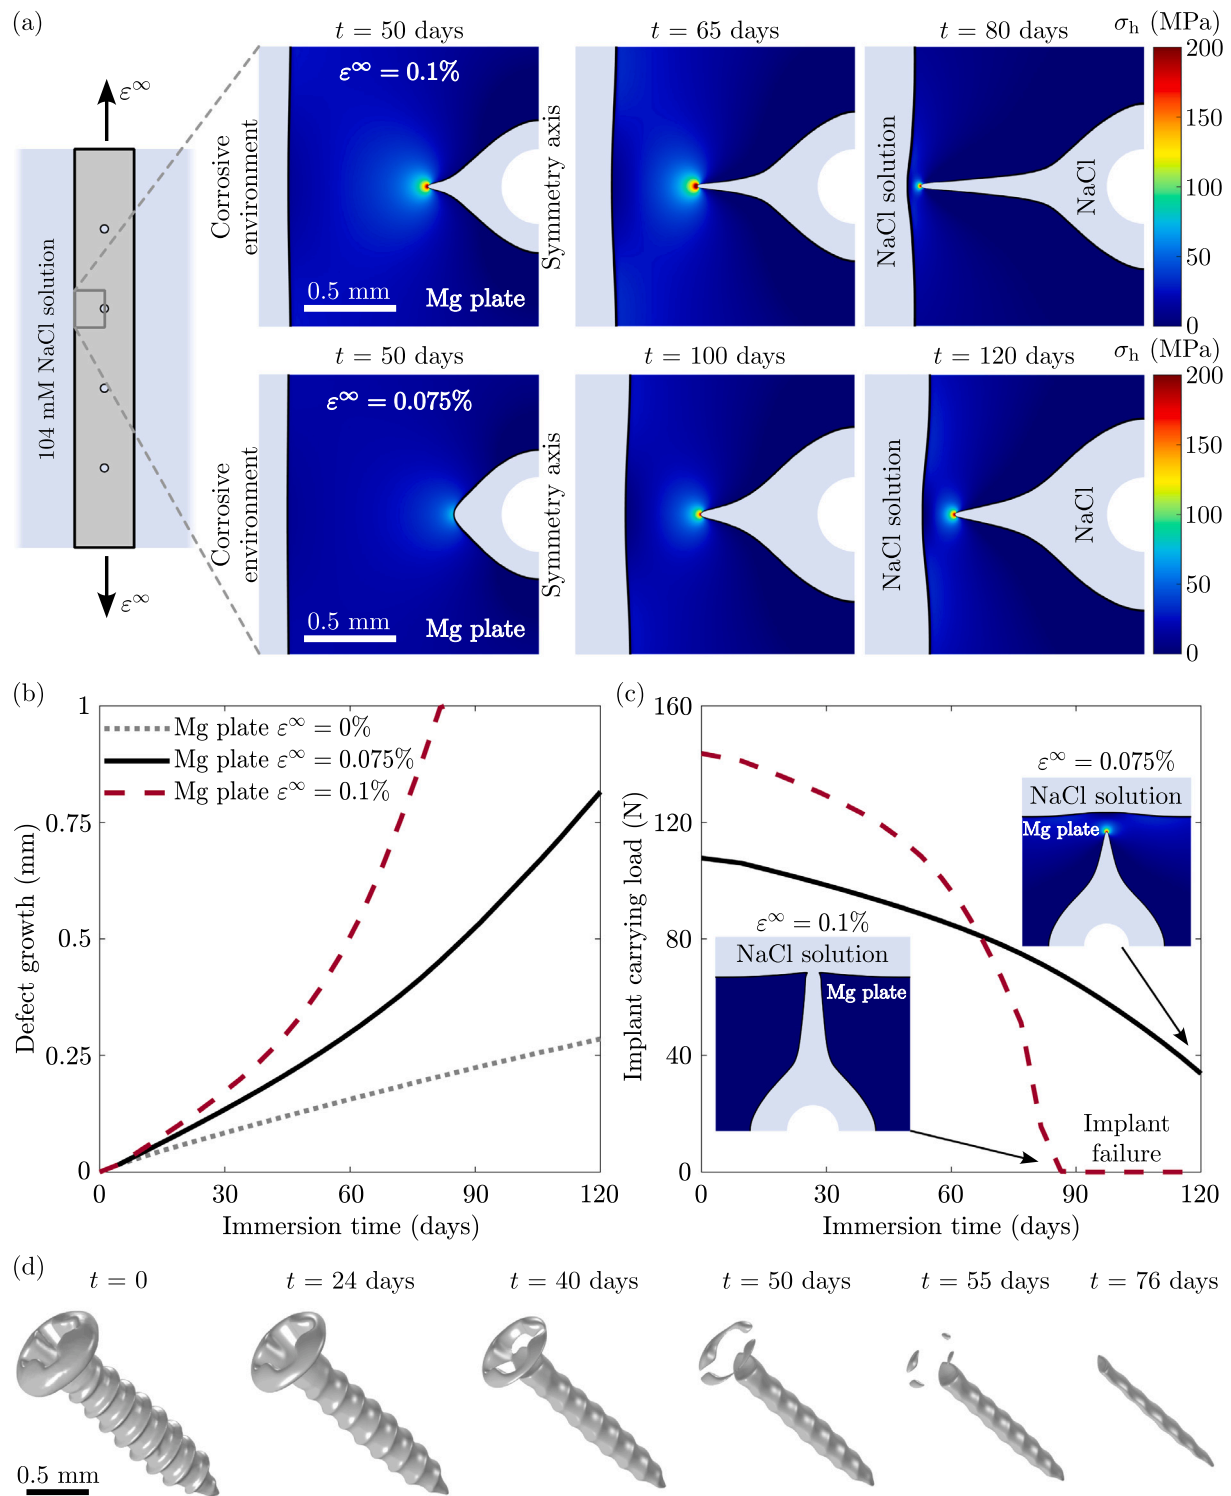 (a)
t = 50 days
t = 65 days
t = 80 days
σh (MPa)
ε∞
104 mM NaCl solution
ε∞
Corrosive
environment
ε∞ = 0.1%
0.5 mm
Mg plate
Symmetry axis
NaCl solution
NaCl
200
150
100
50
0
t = 50 days
t = 100 days
t = 120 days
σh (MPa)
Corrosive
environment
ε∞ = 0.075%
0.5 mm
Mg plate
Symmetry axis
NaCl solution
NaCl
200
150
100
50
0
(b)
Defect growth (mm)
1
0.75
0.5
0.25
0
Mg plate ε∞ = 0%
Mg plate ε∞ = 0.075%
Mg plate ε∞ = 0.1%
0 30 60 90 120
Immersion time (days)
(c)
Implant carrying load (N)
160
120
80
40
0
ε∞ = 0.075%
NaCl solution
Mg plate
ε∞ = 0.1%
NaCl solution
Mg plate
Implant
failure
0 30 60 90 120
Immersion time (days)
(d)
t = 0
t = 24 days
t = 40 days
t = 50 days
t = 55 days
t = 76 days
0.5 mm